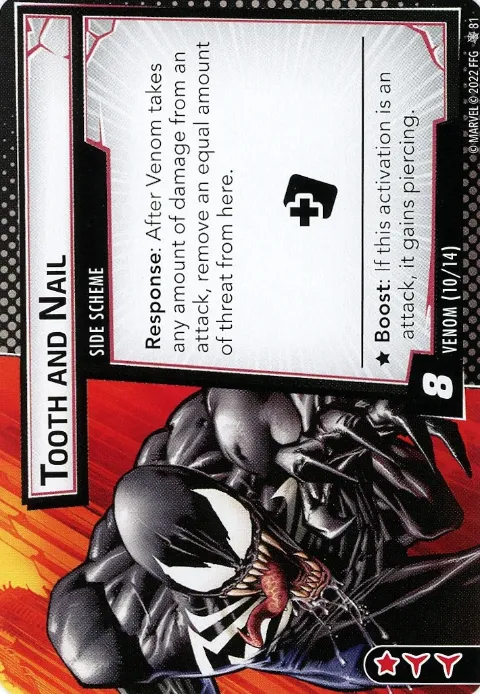 TOOTH AND NAIL
SIDE SCHEME
Response: After Venom takes
any amount of damage from an
attack, remove an equal amount
of threat from here.
★ Boost: If this activation is an
attack, it gains piercing.
8
VENOM (10/14)
© MARVEL © 2022 FFG 81